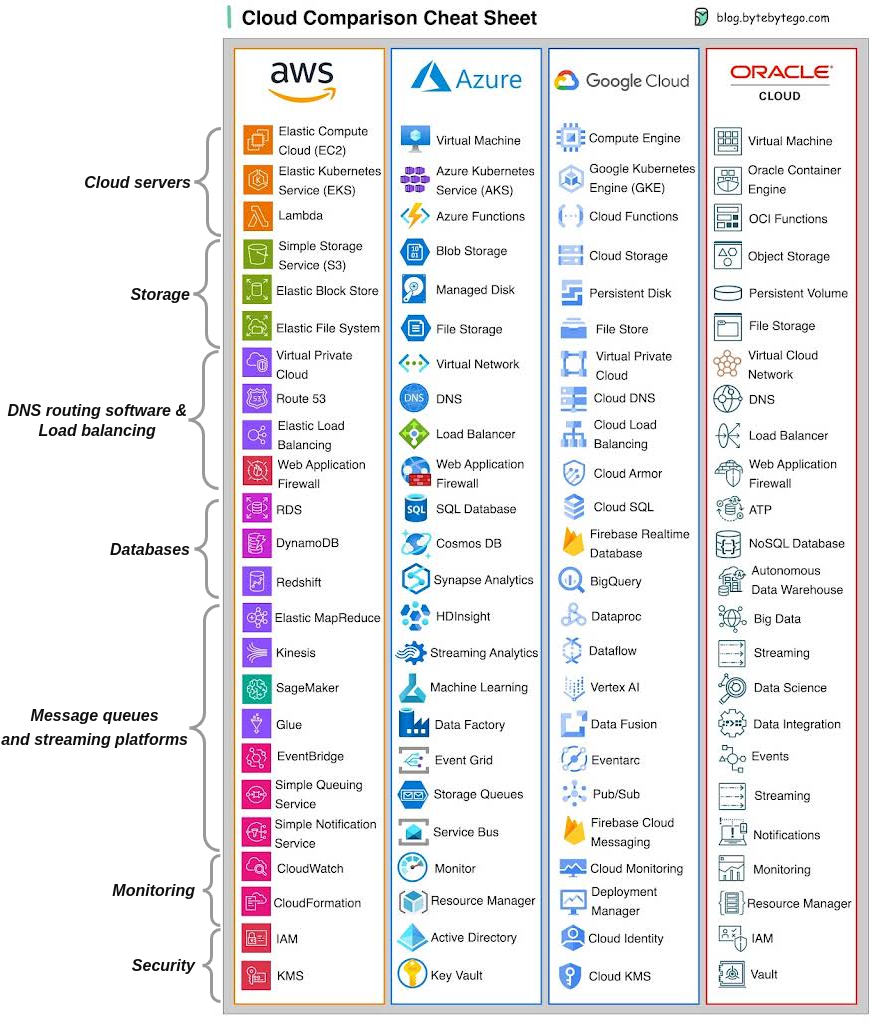 Cloud Comparison Cheat Sheet
blog.bytebytego.com
aws
Azure
Google Cloud
ORACLE
CLOUD
Cloud servers
Elastic Compute
Cloud (EC2)
Virtual Machine
Compute Engine
Virtual Machine
Elastic Kubernetes
Service (EKS)
Azure Kubernetes
Service (AKS)
Google Kubernetes
Engine (GKE)
Oracle Container
Engine
Lambda
Azure Functions
Cloud Functions
OCI Functions
Storage
Simple Storage
Service (S3)
Blob Storage
Cloud Storage
Object Storage
Elastic Block Store
Managed Disk
Persistent Disk
Persistent Volume
Elastic File System
File Storage
File Store
File Storage
DNS routing software &
Load balancing
Virtual Private
Cloud
Virtual Network
Virtual Private
Cloud
Virtual Cloud
Network
53
Route 53
DNS
DNS
Cloud DNS
DNS
Elastic Load
Balancing
Load Balancer
Cloud Load
Balancing
Load Balancer
Web Application
Firewall
Web Application
Firewall
Cloud Armor
Web Application
Firewall
Databases
RDS
SQL
SQL Database
Cloud SQL
ATP
DynamoDB
Cosmos DB
Firebase Realtime
Database
NoSQL Database
Redshift
Synapse Analytics
BigQuery
Autonomous
Data Warehouse
Message queues
and streaming platforms
Elastic MapReduce
HDInsight
Dataproc
Big Data
Kinesis
Streaming Analytics
Dataflow
Streaming
SageMaker
Machine Learning
Vertex AI
Data Science
Glue
Data Factory
Data Fusion
Data Integration
EventBridge
Event Grid
Eventarc
Events
Simple Queuing
Service
Storage Queues
Pub/Sub
Streaming
Simple Notification
Service
Service Bus
Firebase Cloud
Messaging
Notifications
Monitoring
CloudWatch
Monitor
Cloud Monitoring
Monitoring
CloudFormation
Resource Manager
Deployment
Manager
Resource Manager
Security
IAM
Active Directory
Cloud Identity
IAM
KMS
Key Vault
Cloud KMS
Vault